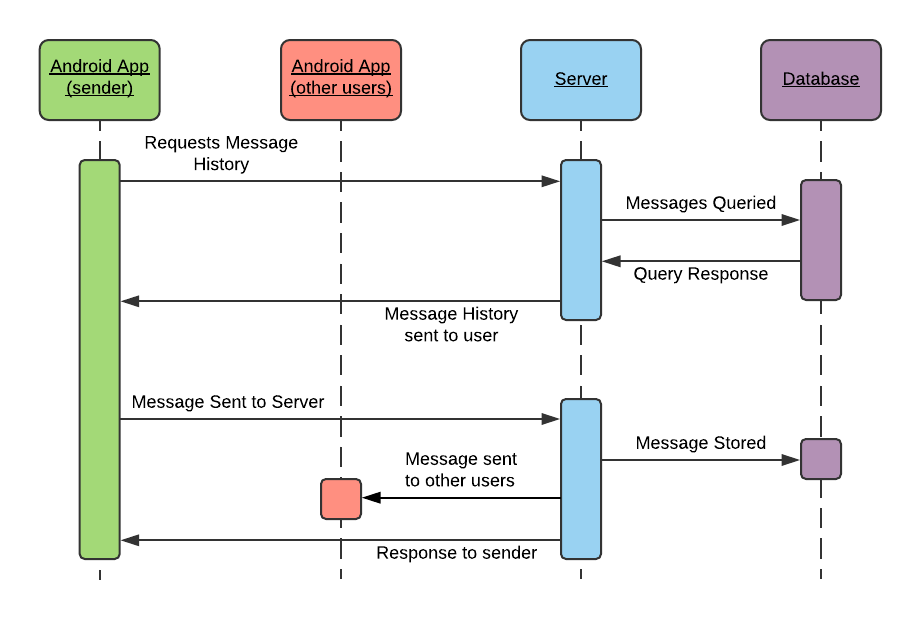 Android App
(sender)
Android App
(other users)
Server
Database
Requests Message
History
Messages Queried
Query Response
Message History
sent to user
Message Sent to Server
Message Stored
Message sent
to other users
Response to sender